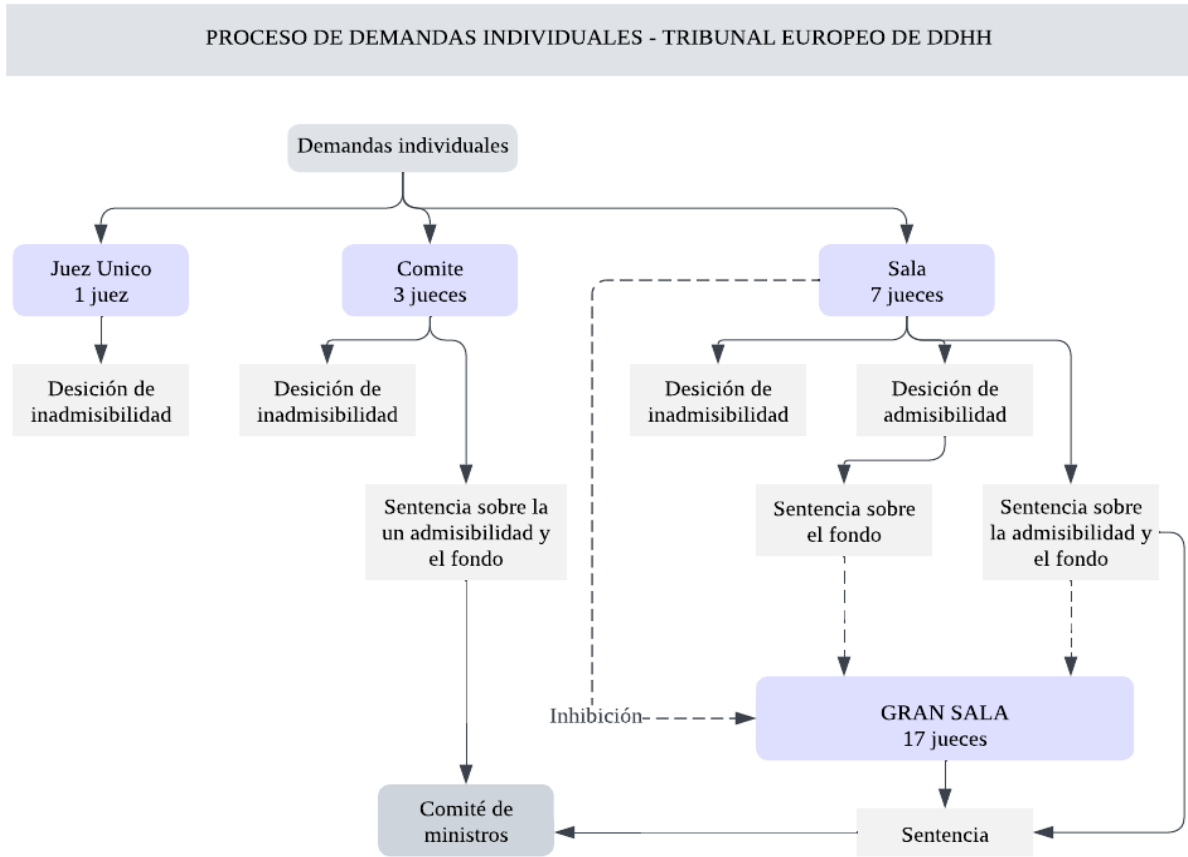 PROCESO DE DEMANDAS INDIVIDUALES - TRIBUNAL EUROPEO DE DDHH
Demandas individuales
Juez Unico
1 juez
Comite
3 jueces
Sala
7 jueces
Desición de
inadmisibilidad
Desición de
inadmisibilidad
Desición de
inadmisibilidad
Desición de
admisibilidad
Sentencia sobre la
un admisibilidad y
el fondo
Sentencia sobre
el fondo
Sentencia sobre
la admisibilidad y
el fondo
Inhibición
GRAN SALA
17 jueces
Comité de
ministros
Sentencia